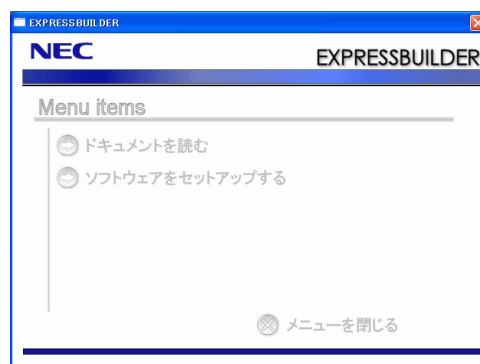 EXPRESSBUILDER
NEC
EXPRESSBUILDER
Menu items
ドキュメントを読む
ソフトウェアをセットアップする
メニューを閉じる